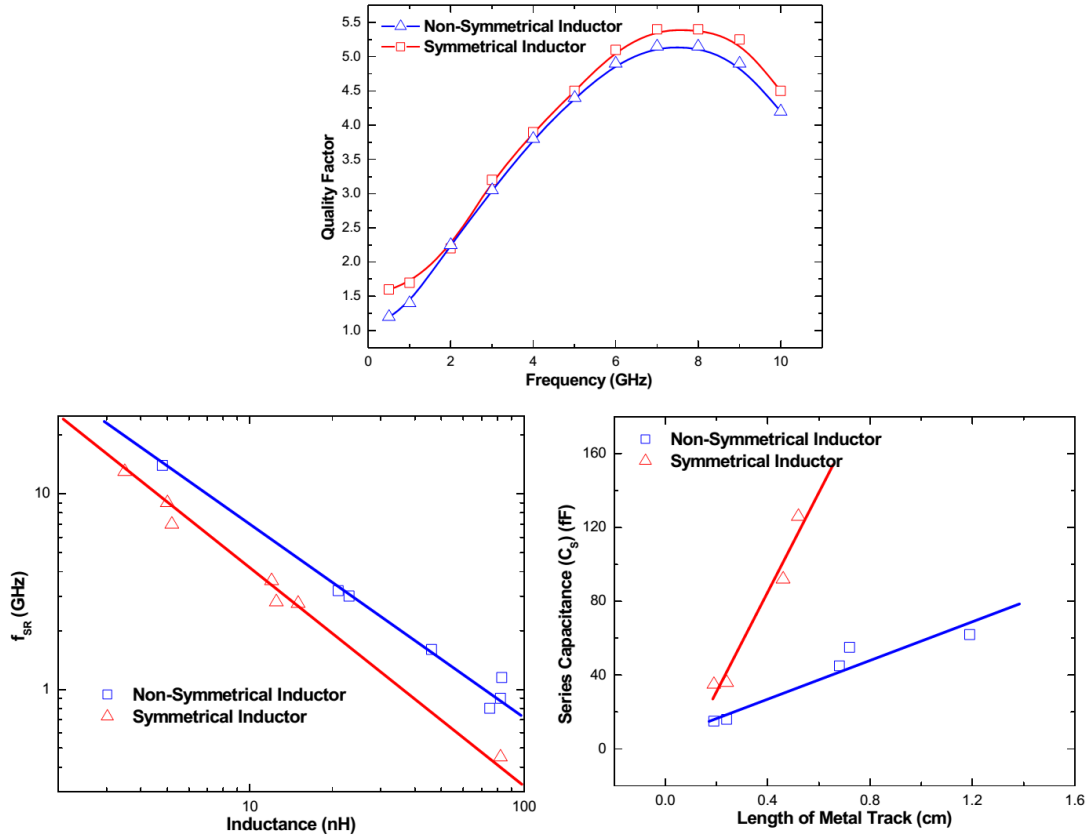 Non-Symmetrical Inductor
Symmetrical Inductor
Quality Factor
5.5
5.0
4.5
4.0
3.5
3.0
2.5
2.0
1.5
1.0
0 2 4 6 8 10
Frequency (GHz)
f_SR (GHz)
10
1
Non-Symmetrical Inductor
Symmetrical Inductor
10 100
Inductance (nH)
Series Capacitance (C_S) (fF)
160
120
80
40
0
Non-Symmetrical Inductor
Symmetrical Inductor
0.0 0.4 0.8 1.2 1.6
Length of Metal Track (cm)